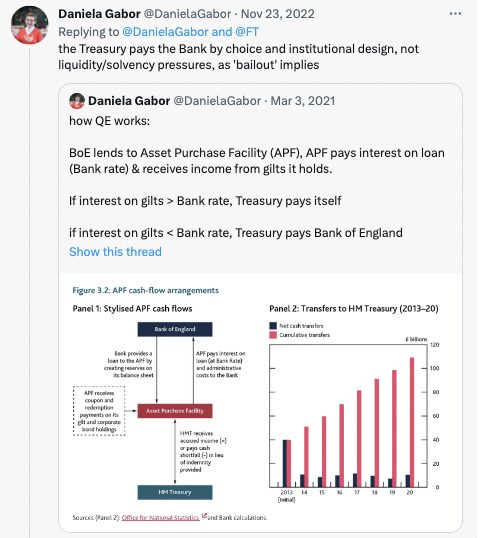 Daniela Gabor @DanielaGabor · Nov 23, 2022
Replying to @DanielaGabor and @FT
the Treasury pays the Bank by choice and institutional design, not
liquidity/solvency pressures, as 'bailout' implies
Daniela Gabor @DanielaGabor · Mar 3, 2021
how QE works:
BoE lends to Asset Purchase Facility (APF), APF pays interest on loan
(Bank rate) & receives income from gilts it holds.
If interest on gilts > Bank rate, Treasury pays itself
if interest on gilts < Bank rate, Treasury pays Bank of England
Show this thread
Figure 3.2: APF cash-flow arrangements
Panel 1: Stylised APF cash flows
Bank of England
Bank provides a
loan to the APF by
creating reserves on
its balance sheet
APF pays interest on
loan (at Bank Rate)
and administrative
costs to the Bank
APF receives
coupon and
redemption
payments on its
gilt and corporate
bond holdings
Asset Purchase Facility
HMT receives
accrued income (+)
or pays cash
shortfall (-) in lieu
of indemnity
provided
HM Treasury
Panel 2: Transfers to HM Treasury (2013–20)
Net cash transfers
Cumulative transfers
£ billions
120
100
80
60
40
20
0
2013 14 15 16 17 18 19 20
(initial)
Sources (Panel 2): Office for National Statistics and Bank calculations.